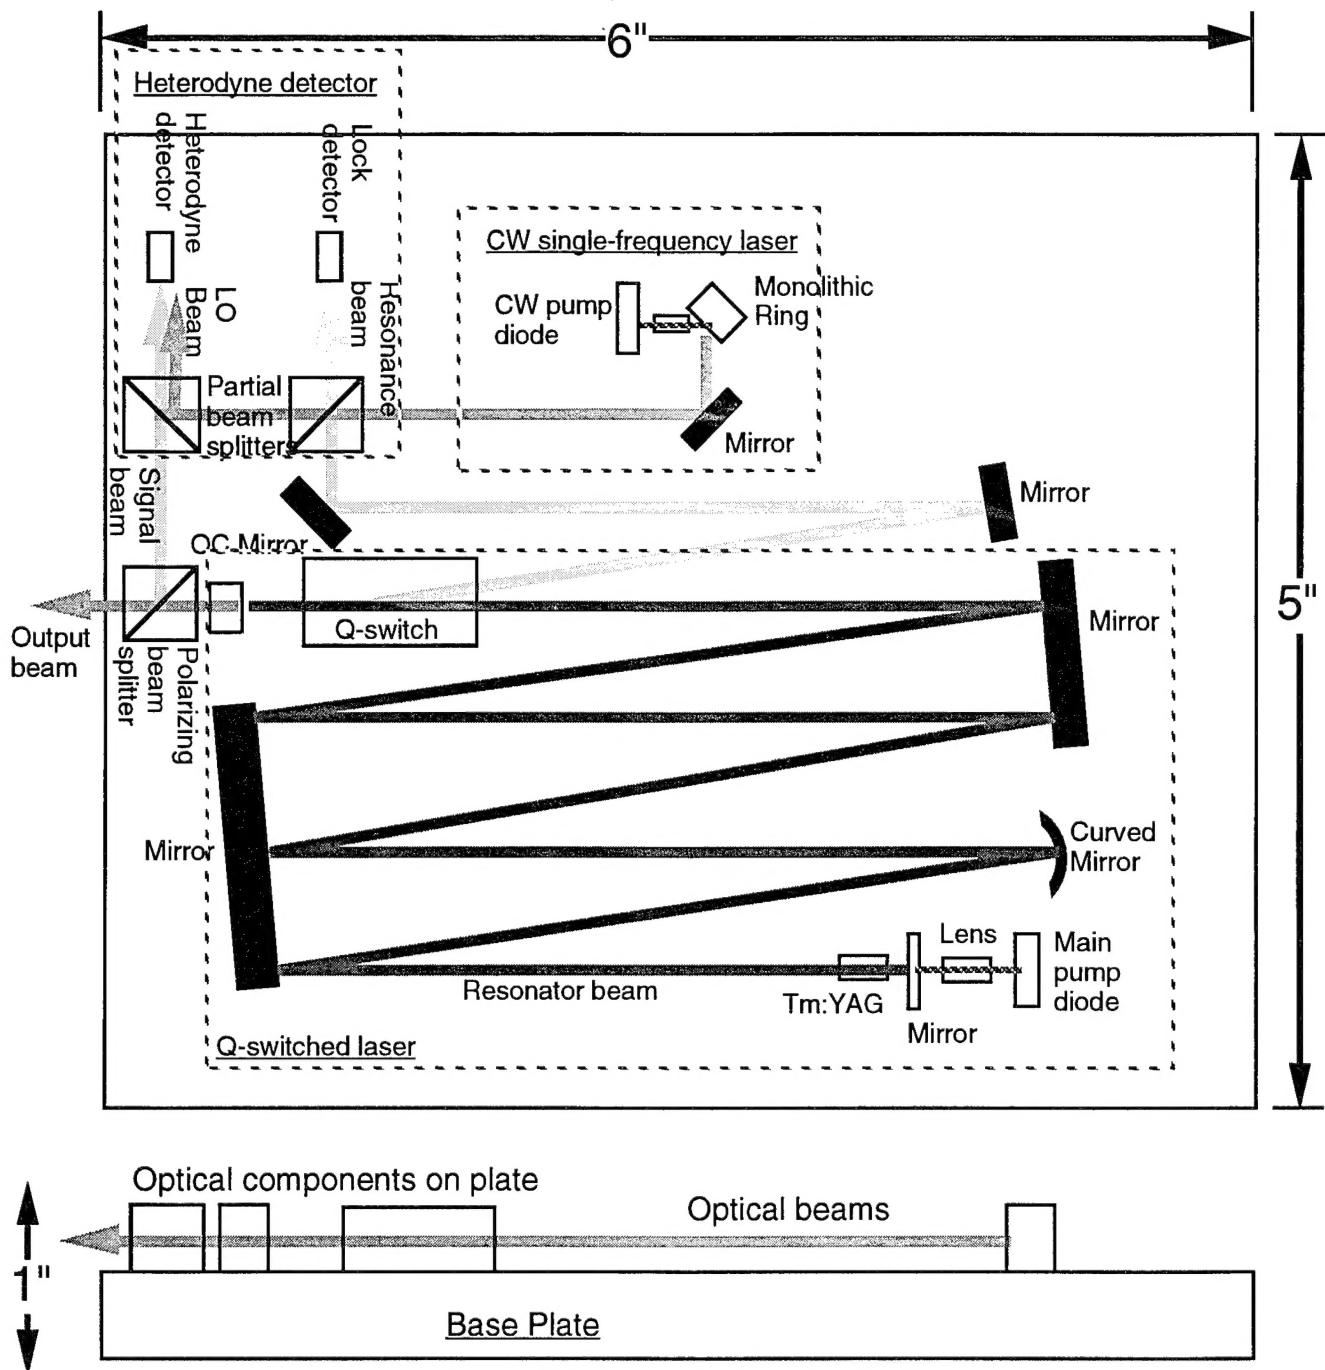 6"
Heterodyne detector
Heterodyne
detector
Lock
detector
CW single-frequency laser
LO
Beam
Resonance
beam
CW pump
diode
Monolithic
Ring
Partial
beam
splitters
Mirror
Signal
beam
Mirror
OC Mirror
5"
Q-switch
Mirror
Output
beam
Polarizing
beam
splitter
Mirror
Curved
Mirror
Lens
Main
pump
diode
Resonator beam
Tm:YAG
Mirror
Q-switched laser
Optical components on plate
Optical beams
1"
Base Plate